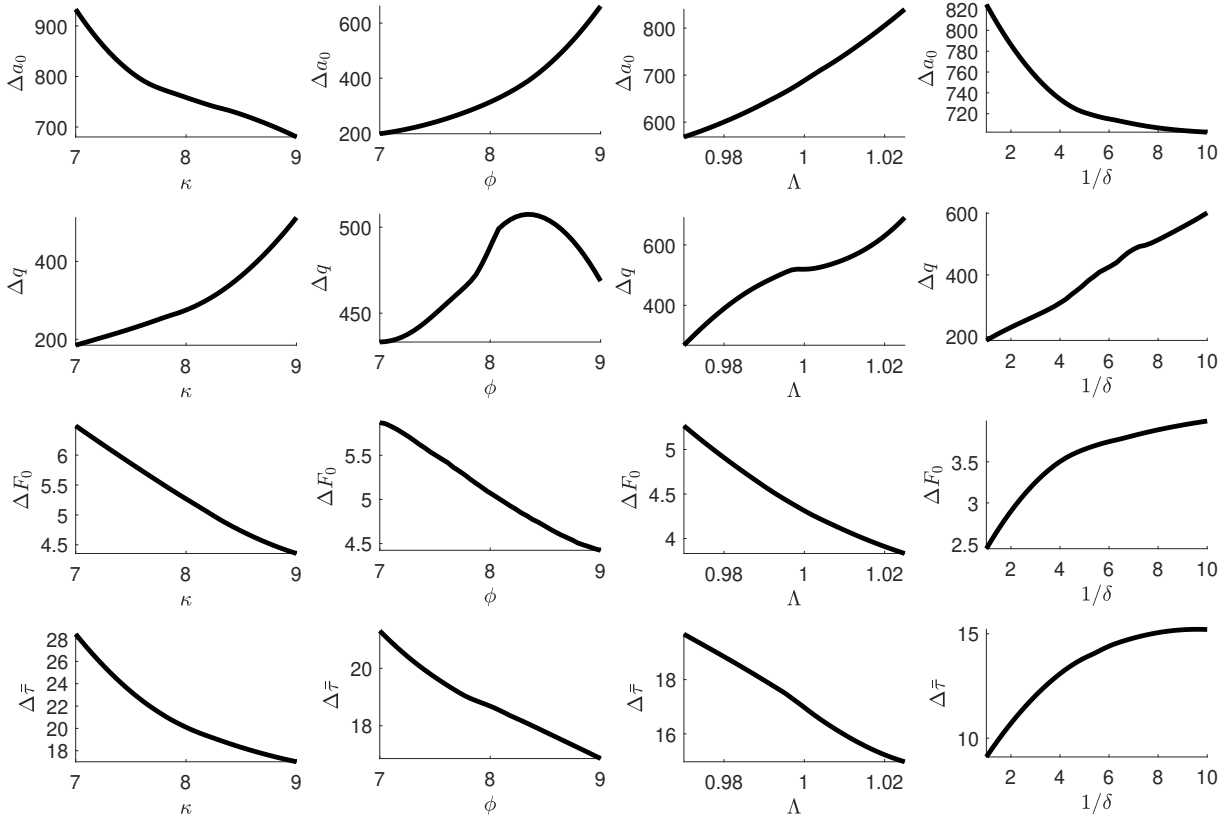 Δa₀ 900 800 700 7 8 9 κ
Δa₀ 600 400 200 7 8 9 ϕ
Δa₀ 800 700 600 0.98 1 1.02 Λ
Δa₀ 820 800 780 760 740 720 2 4 6 8 10 1/δ
Δq 400 200 7 8 9 κ
Δq 500 450 7 8 9 ϕ
Δq 600 400 0.98 1 1.02 Λ
Δq 600 400 200 2 4 6 8 10 1/δ
ΔF₀ 6 5.5 5 4.5 7 8 9 κ
ΔF₀ 5.5 5 4.5 7 8 9 ϕ
ΔF₀ 5 4.5 4 0.98 1 1.02 Λ
ΔF₀ 3.5 3 2.5 2 4 6 8 10 1/δ
Δτ̄ 28 26 24 22 20 18 7 8 9 κ
Δτ̄ 20 18 7 8 9 ϕ
Δτ̄ 18 16 0.98 1 1.02 Λ
Δτ̄ 15 10 2 4 6 8 10 1/δ